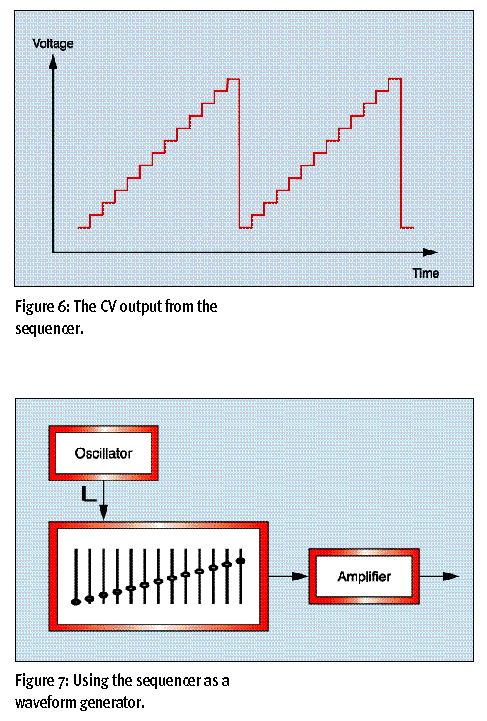 Voltage
Time
Figure 6: The CV output from the
sequencer.
Oscillator
Amplifier
Figure 7: Using the sequencer as a
waveform generator.